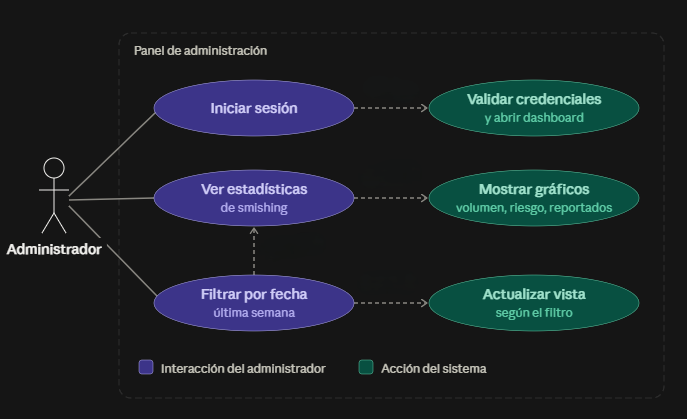 Panel de administración
Iniciar sesión
Validar credenciales
y abrir dashboard
Ver estadísticas
de smishing
Mostrar gráficos
volumen, riesgo, reportados
Administrador
Filtrar por fecha
última semana
Actualizar vista
según el filtro
Interacción del administrador
Acción del sistema